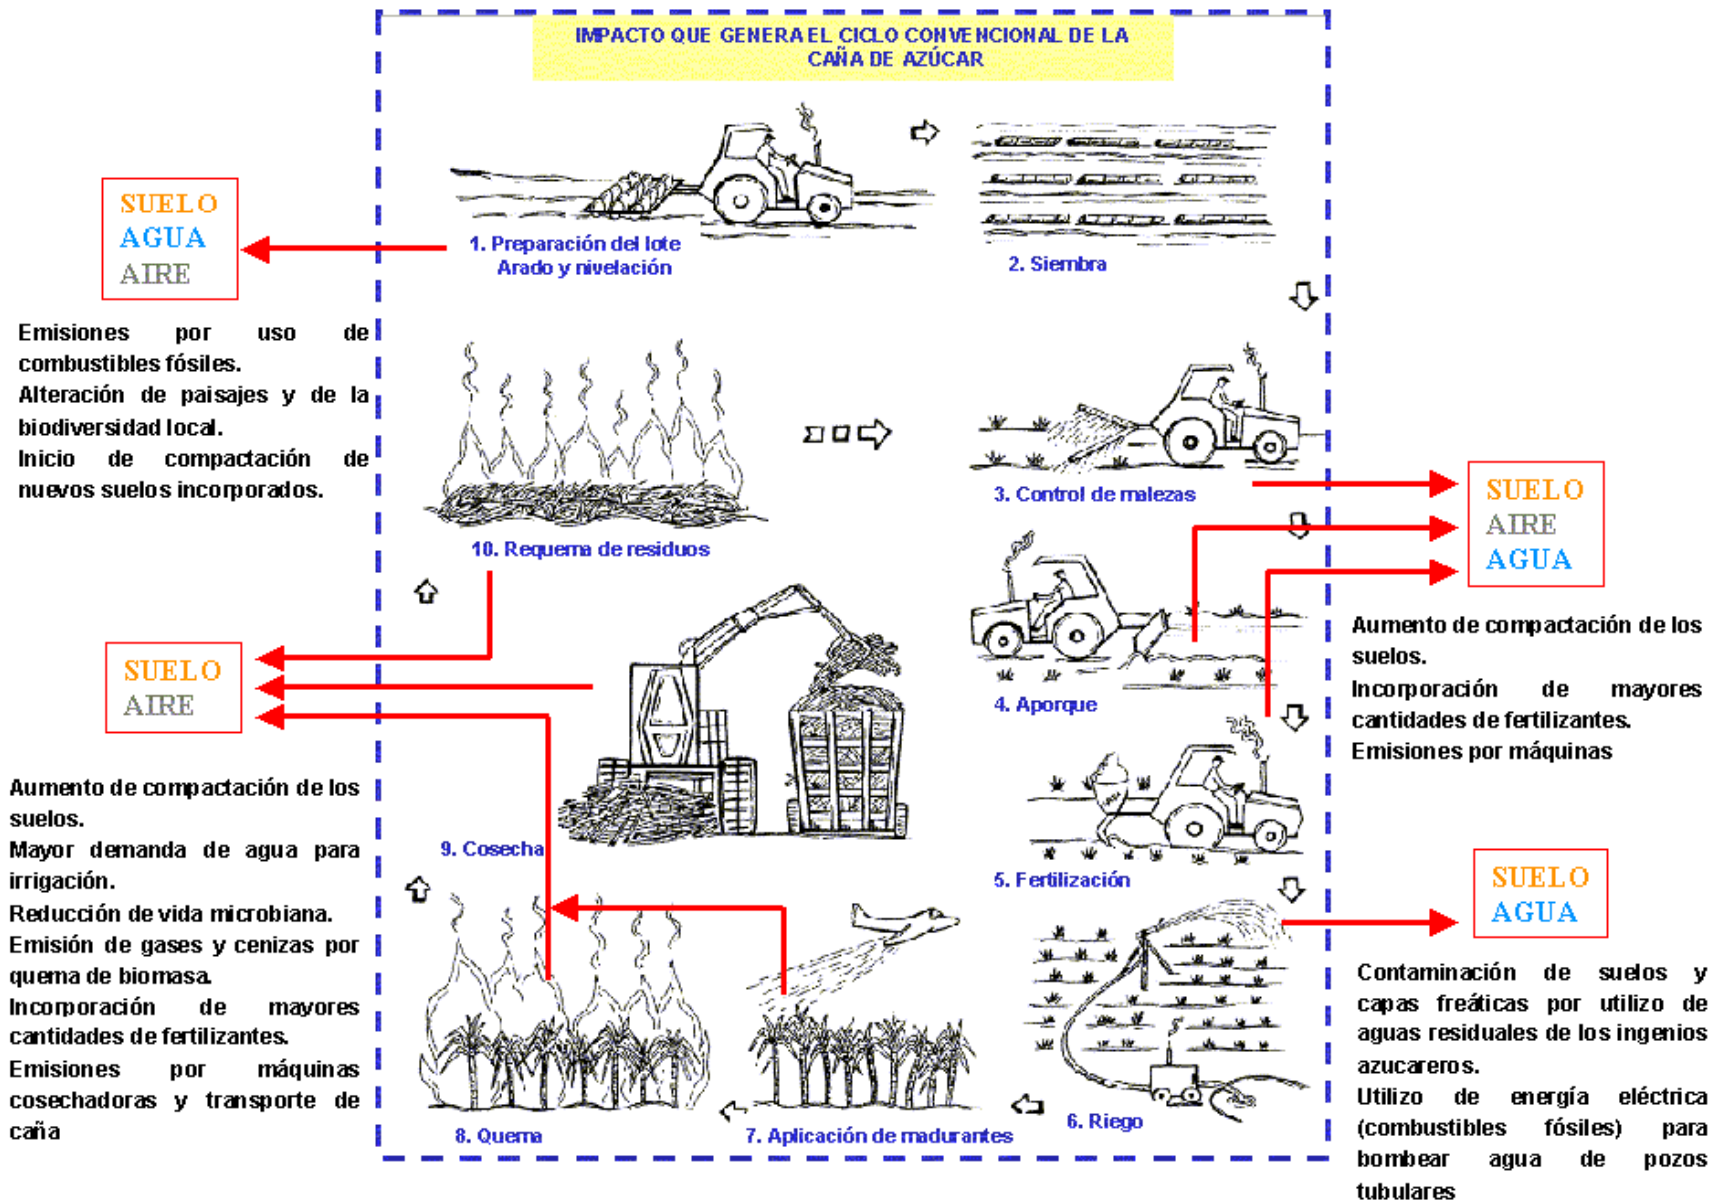 IMPACTO QUE GENERA EL CICLO CONVENCIONAL DE LA
CAÑA DE AZÚCAR
1. Preparación del lote
Arado y nivelación
2. Siembra
SUELO
AGUA
AIRE
Emisiones por uso de
combustibles fósiles.
Alteración de paisajes y de la
biodiversidad local.
Inicio de compactación de
nuevos suelos incorporados.
3. Control de malezas
10. Requema de residuos
SUELO
AIRE
AGUA
4. Aporque
Aumento de compactación de los
suelos.
Incorporación de mayores
cantidades de fertilizantes.
Emisiones por máquinas
SUELO
AIRE
9. Cosecha
5. Fertilización
Aumento de compactación de los
suelos.
Mayor demanda de agua para
irrigación.
Reducción de vida microbiana.
Emisión de gases y cenizas por
quema de biomasa.
Incorporación de mayores
cantidades de fertilizantes.
Emisiones por máquinas
cosechadoras y transporte de
caña
SUELO
AGUA
8. Quema
7. Aplicación de madurantes
6. Riego
Contaminación de suelos y
capas freáticas por utilizo de
aguas residuales de los ingenios
azucareros.
Utilizo de energía eléctrica
(combustibles fósiles) para
bombear agua de pozos
tubulares